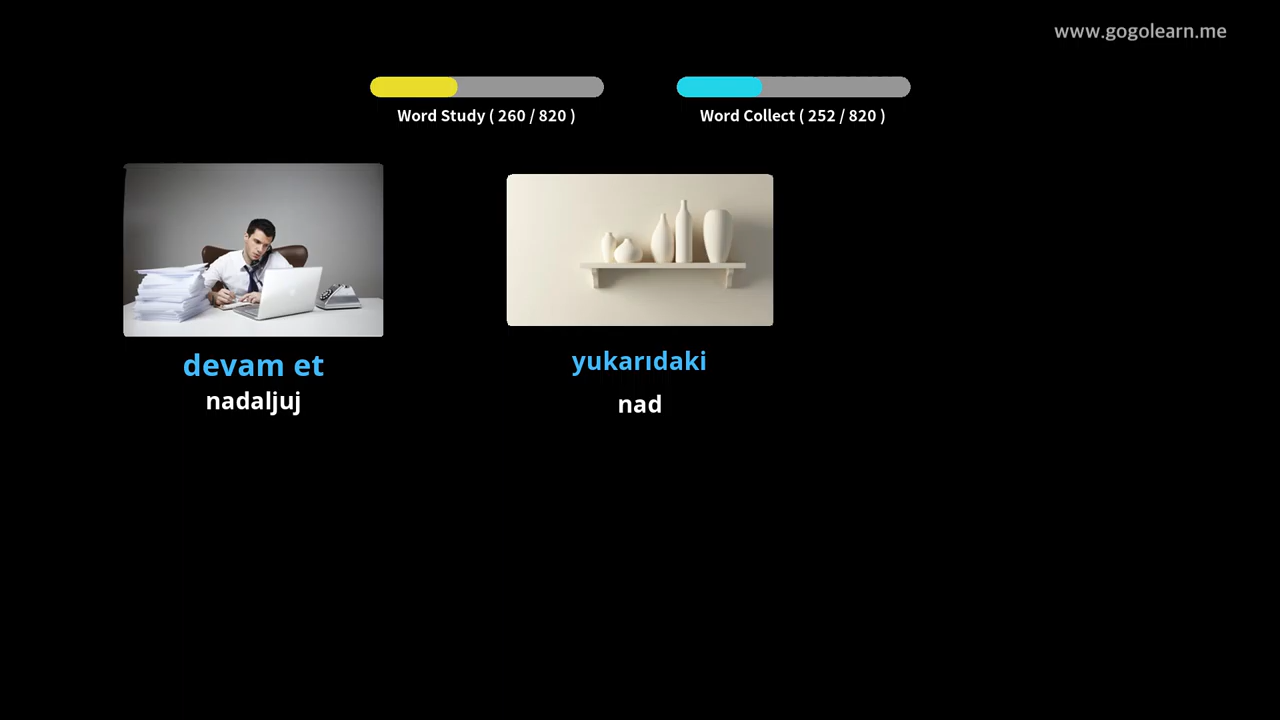 www.gogolearn.me
Word Study ( 260 / 820 )
Word Collect ( 252 / 820 )
devam et
nadaljuj
yukarıdaki
nad